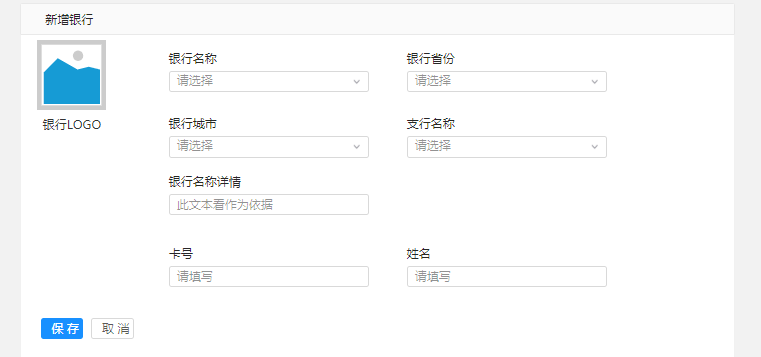 新增银行
银行LOGO
银行名称
银行省份
请选择
请选择
银行城市
支行名称
请选择
请选择
银行名称详情
此文本看作为依据
卡号
姓名
请填写
请填写
保存
取消